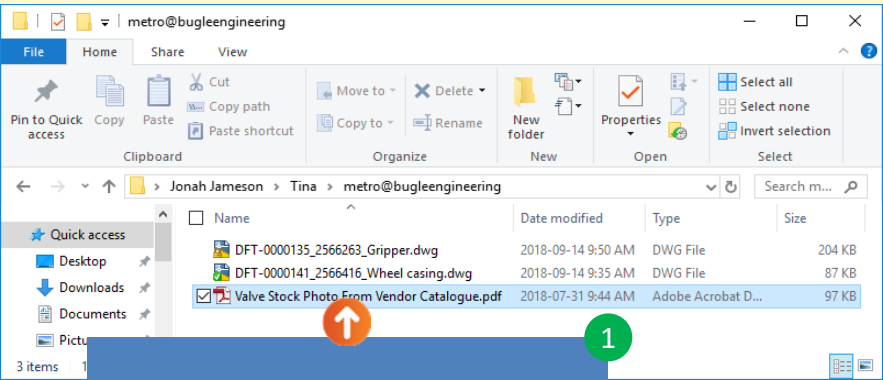 metro@bugleengineering
File Home Share View
Pin to Quick access
Copy
Paste
Cut
Copy path
Paste shortcut
Clipboard
Move to
Copy to
Delete
Rename
Organize
New folder
New
Properties
Open
Select all
Select none
Invert selection
Select
Jonah Jameson > Tina > metro@bugleengineering
Search m...
Quick access
Desktop
Downloads
Documents
Name Date modified Type Size
DFT-0000135_2566263_Gripper.dwg 2018-09-14 9:50 AM DWG File 204 KB
DFT-0000141_2566416_Wheel casing.dwg 2018-09-14 9:35 AM DWG File 87 KB
Valve Stock Photo From Vendor Catalogue.pdf 2018-07-31 9:44 AM Adobe Acrobat D... 97 KB
1
3 items